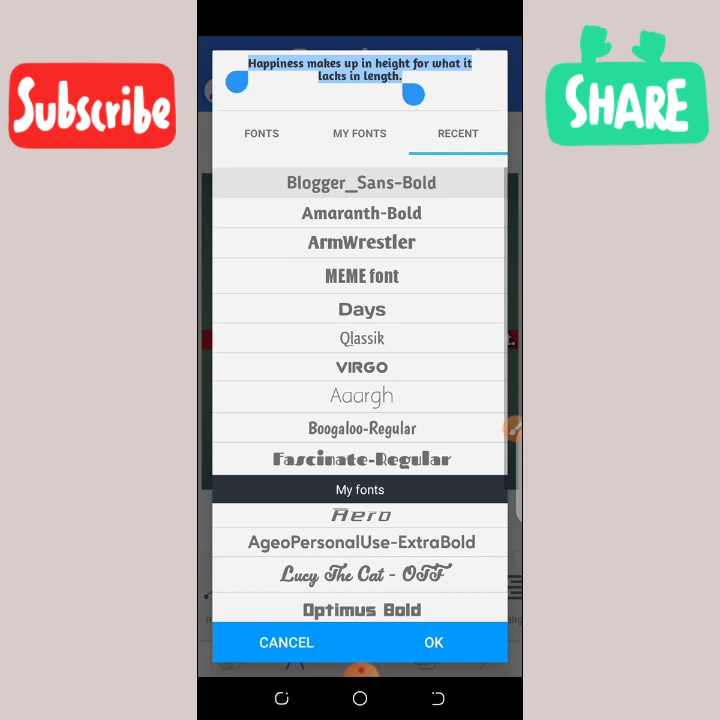 Subscribe
SHARE
Happiness makes up in height for what it
lacks in length.
FONTS
MY FONTS
RECENT
Blogger_Sans-Bold
Amaranth-Bold
ArmWrestler
MEME font
Days
Qlassik
VIRGO
Aaargh
Boogaloo-Regular
Fascinate-Regular
My fonts
Aero
AgeoPersonalUse-ExtraBold
Lucy The Cat - OTF
Optimus Bold
CANCEL
OK